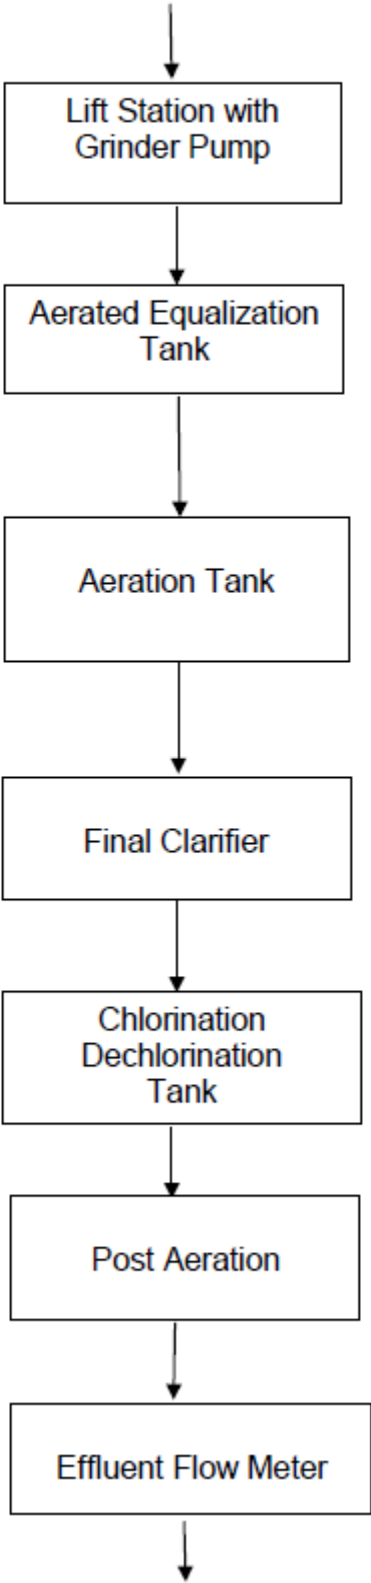 Lift Station with
Grinder Pump
Aerated Equalization
Tank
Aeration Tank
Final Clarifier
Chlorination
Dechlorination
Tank
Post Aeration
Effluent Flow Meter